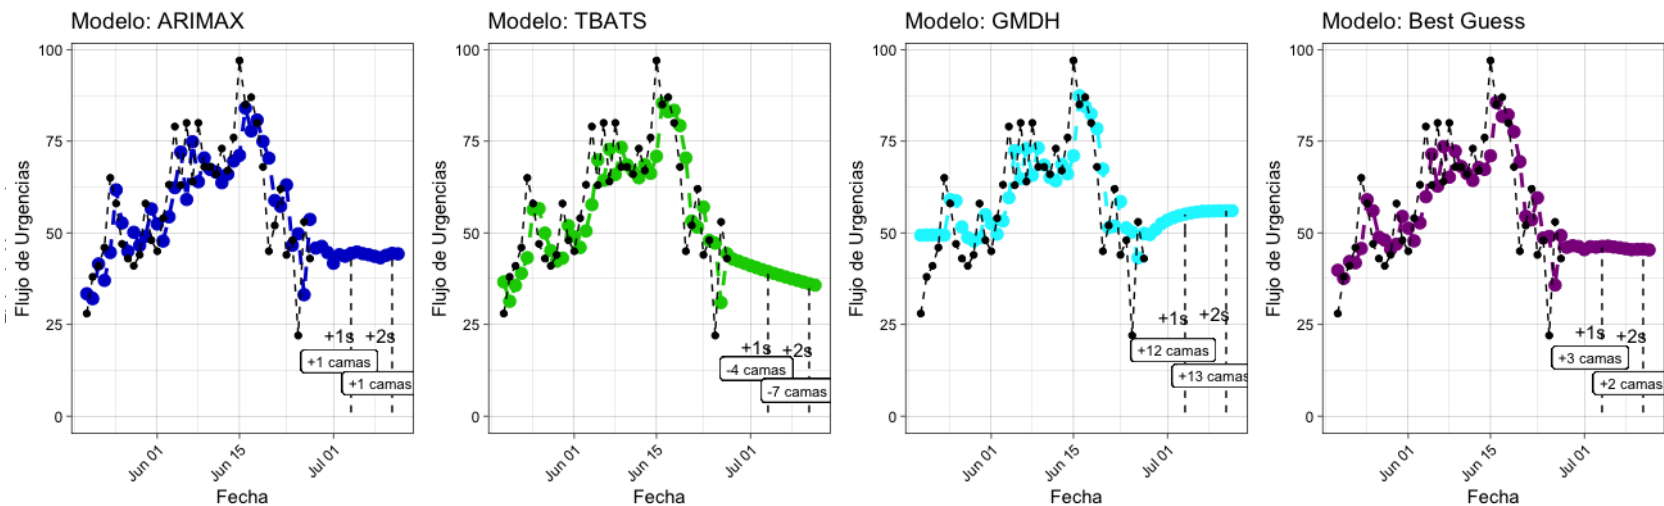 Modelo: ARIMAX
Flujo de Urgencias
100
75
50
25
0
+1s +2s
+1 camas
+1 camas
Jun 01
Jun 15
Jul 01
Fecha
Modelo: TBATS
Flujo de Urgencias
100
75
50
25
0
+1s +2s
-4 camas
-7 camas
Jun 01
Jun 15
Jul 01
Fecha
Modelo: GMDH
Flujo de Urgencias
100
75
50
25
0
+1s +2s
+12 camas
+13 camas
Jun 01
Jun 15
Jul 01
Fecha
Modelo: Best Guess
Flujo de Urgencias
100
75
50
25
0
+1s +2s
+3 camas
+2 camas
Jun 01
Jun 15
Jul 01
Fecha